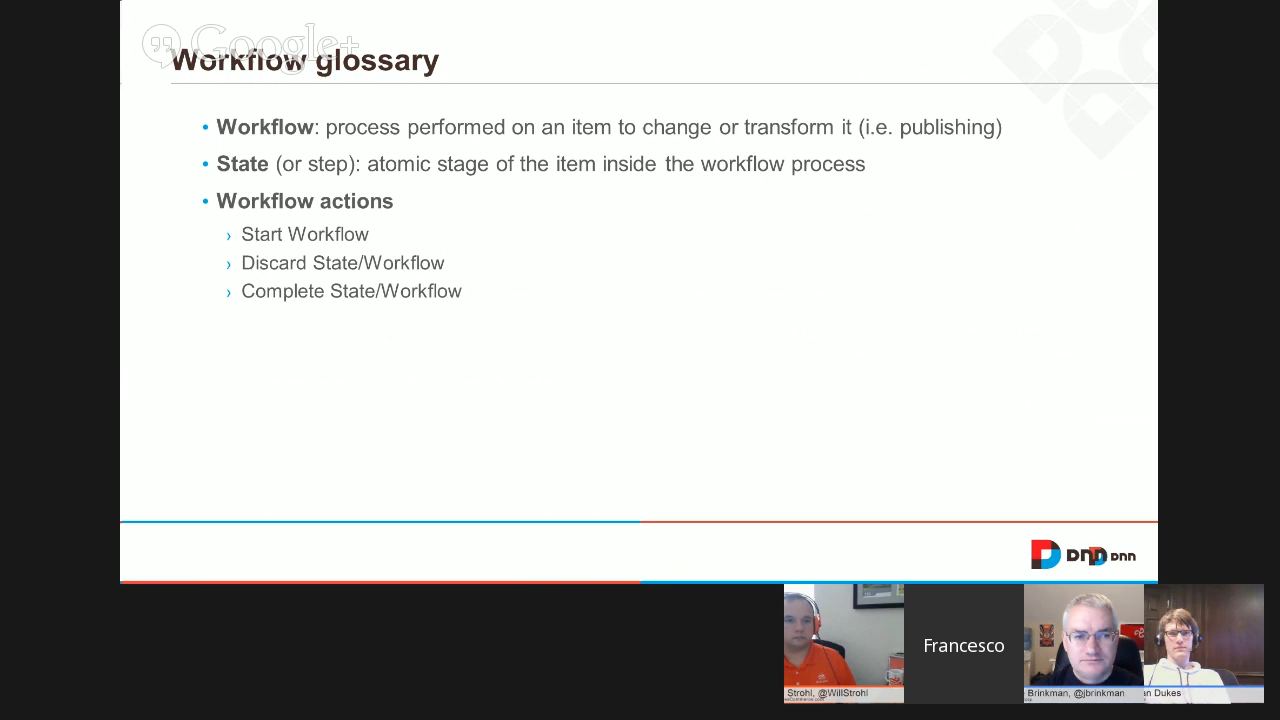 Google+
Workflow glossary
• Workflow: process performed on an item to change or transform it (i.e. publishing)
• State (or step): atomic stage of the item inside the workflow process
• Workflow actions
› Start Workflow
› Discard State/Workflow
› Complete State/Workflow
dnn
Francesco
Strohl, @WillStrohl
Brinkman, @jbrinkman
n Dukes